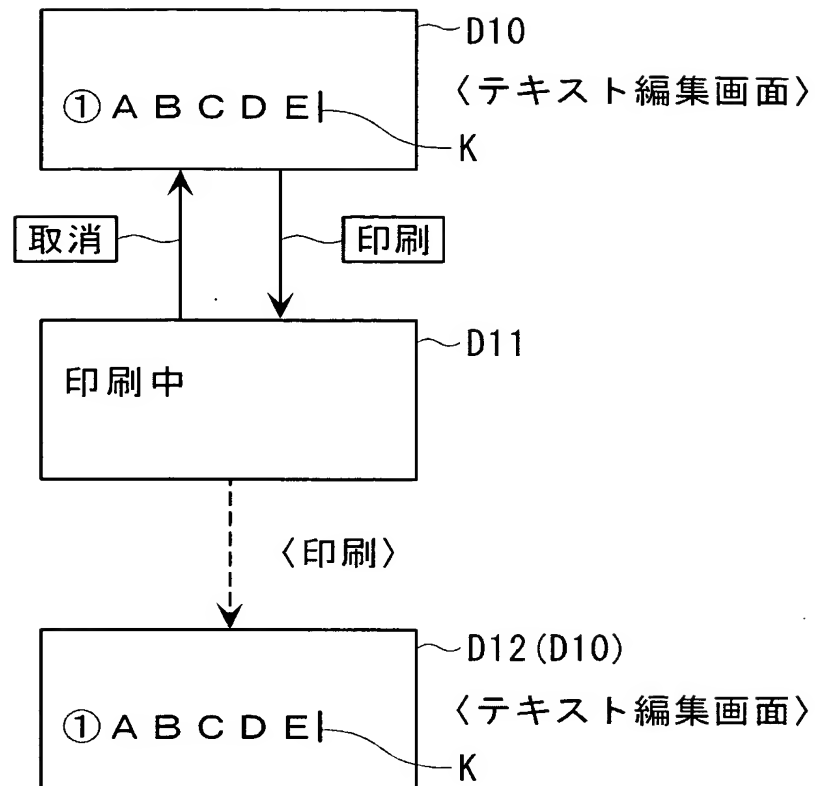 D10
〈テキスト編集画面〉
①ABCDE|
K
取消
印刷
D11
印刷中
〈印刷〉
D12(D10)
〈テキスト編集画面〉
①ABCDE|
K